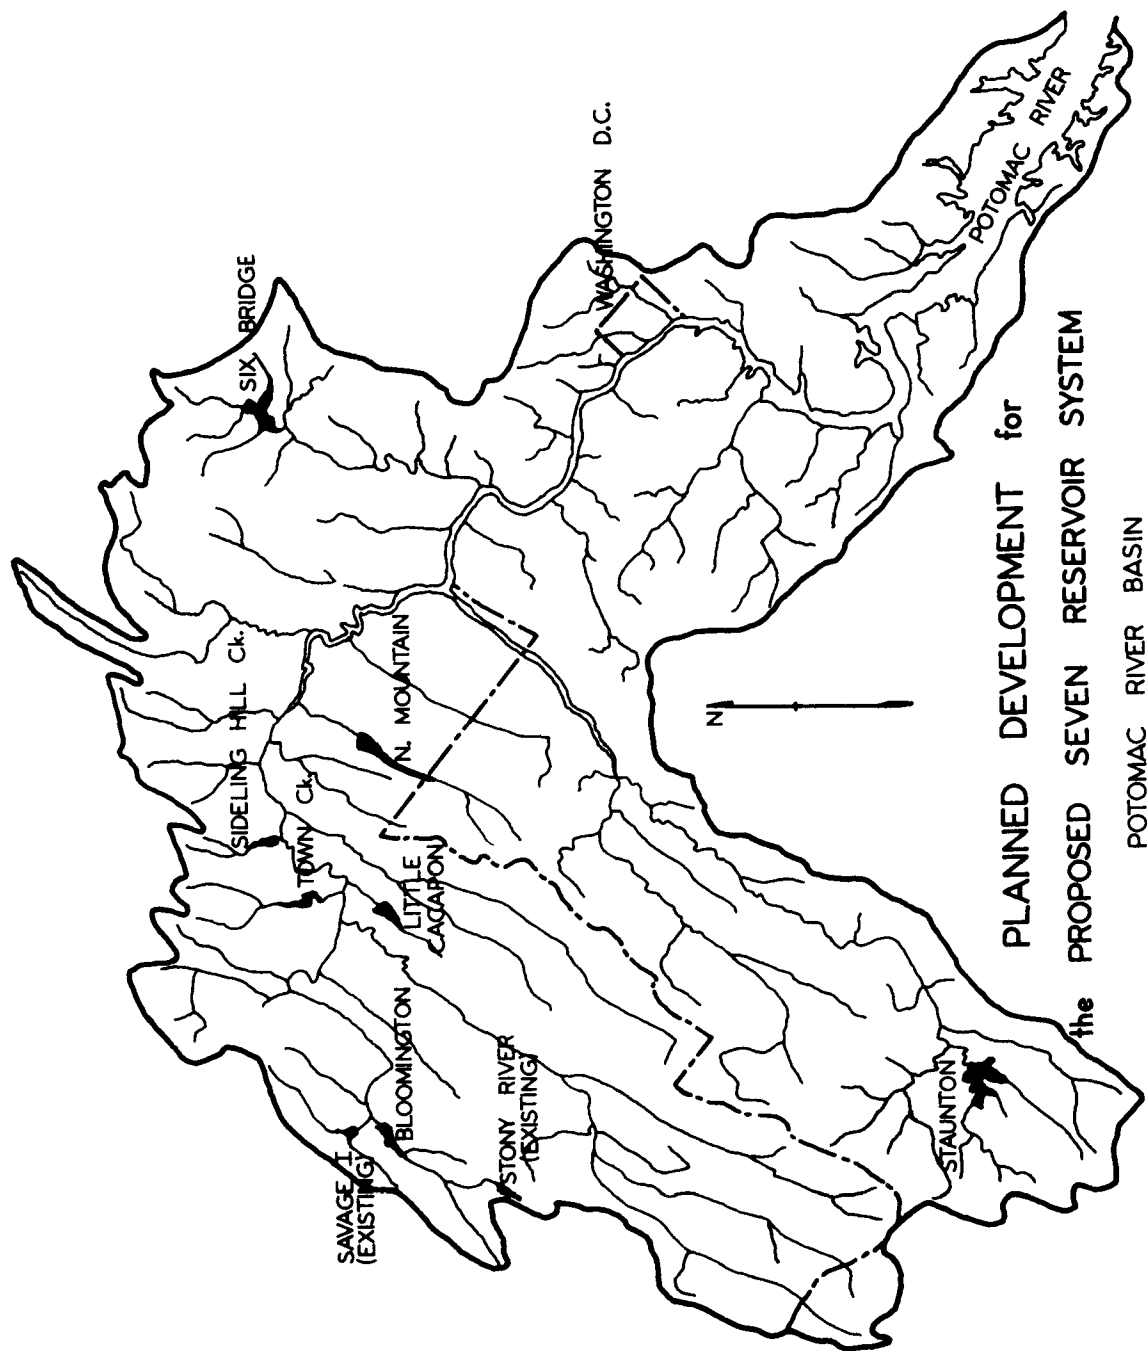 SIX BRIDGE
SIDELING HILL Ck.
TOWN Ck.
WASHINGTON D.C.
N. MOUNTAIN
LITTLE
CACAPON
BLOOMINGTON
SAVAGE I.
(EXISTING)
STONY RIVER
(EXISTING)
STAUNTON
POTOMAC RIVER
N
PLANNED DEVELOPMENT for
the PROPOSED SEVEN RESERVOIR SYSTEM
POTOMAC RIVER BASIN